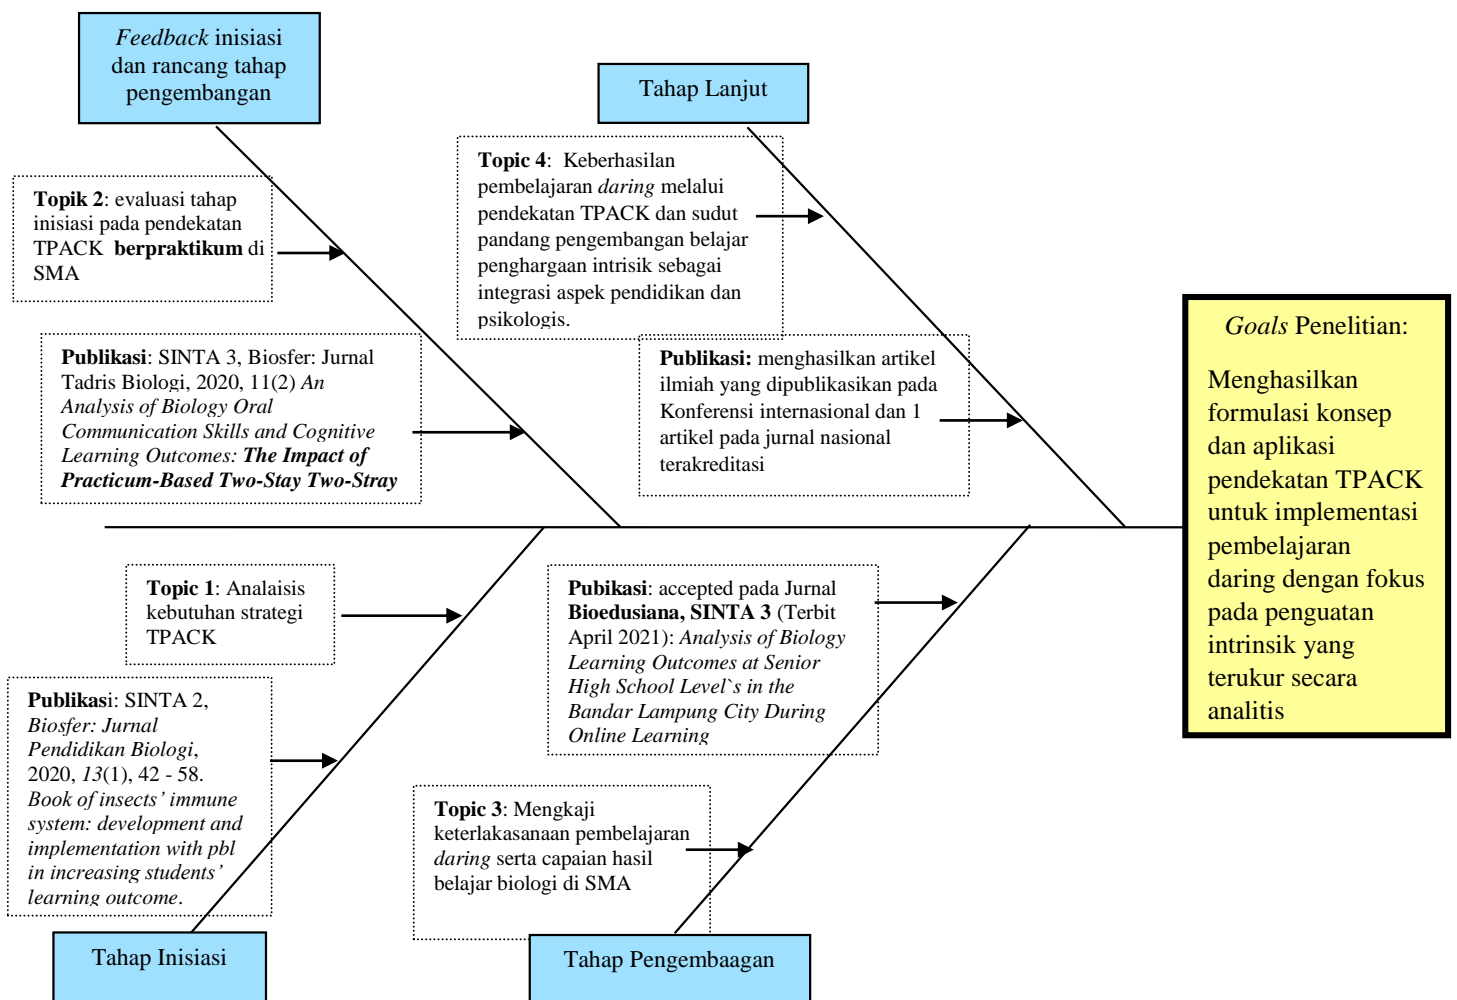 Feedback inisiasi
dan rancang tahap
pengembangan
Tahap Lanjut
Topik 2: evaluasi tahap
inisiasi pada pendekatan
TPACK berpraktikum di
SMA
Topic 4: Keberhasilan
pembelajaran daring melalui
pendekatan TPACK dan sudut
pandang pengembangan belajar
penghargaan intrisik sebagai
integrasi aspek pendidikan dan
psikologis.
Publikasi: SINTA 3, Biosfer: Jurnal
Tadris Biologi, 2020, 11(2) An
Analysis of Biology Oral
Communication Skills and Cognitive
Learning Outcomes: The Impact of
Practicum-Based Two-Stay Two-Stray
Publikasi: menghasilkan artikel
ilmiah yang dipublikasikan pada
Konferensi internasional dan 1
artikel pada jurnal nasional
terakreditasi
Goals Penelitian:
Menghasilkan
formulasi konsep
dan aplikasi
pendekatan TPACK
untuk implementasi
pembelajaran
daring dengan fokus
pada penguatan
intrinsik yang
terukur secara
analitis
Topic 1: Analaisis
kebutuhan strategi
TPACK
Publikasi: SINTA 2,
Biosfer: Jurnal
Pendidikan Biologi,
2020, 13(1), 42 - 58.
Book of insects’ immune
system: development and
implementation with pbl
in increasing students’
learning outcome.
Pubikasi: accepted pada Jurnal
Bioedusiana, SINTA 3 (Terbit
April 2021): Analysis of Biology
Learning Outcomes at Senior
High School Level`s in the
Bandar Lampung City During
Online Learning
Topic 3: Mengkaji
keterlakasanaan pembelajaran
daring serta capaian hasil
belajar biologi di SMA
Tahap Inisiasi
Tahap Pengembaagan